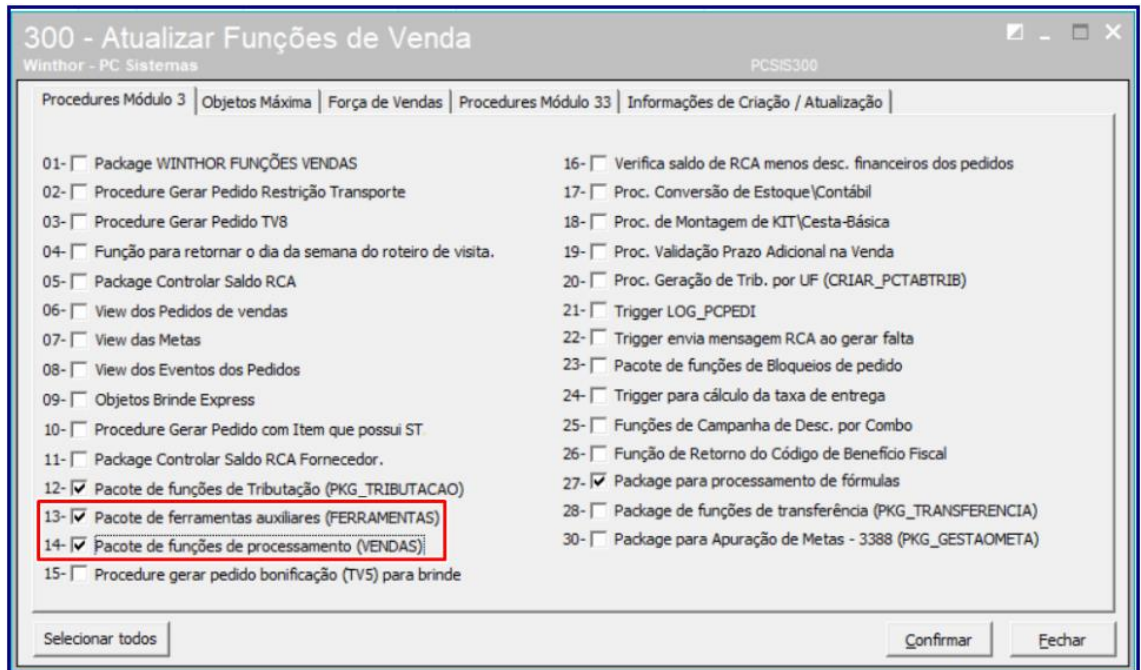 300 - Atualizar Funções de Venda
Winthor - PC Sistemas
PCSIS300
Procedures Módulo 3
Objetos Máxima
Força de Vendas
Procedures Módulo 33
Informações de Criação / Atualização
01- Package WINTHOR FUNÇÕES VENDAS
02- Procedure Gerar Pedido Restrição Transporte
03- Procedure Gerar Pedido TV8
04- Função para retornar o dia da semana do roteiro de visita.
05- Package Controlar Saldo RCA
06- View dos Pedidos de vendas
07- View das Metas
08- View dos Eventos dos Pedidos
09- Objetos Brinde Express
10- Procedure Gerar Pedido com Item que possui ST
11- Package Controlar Saldo RCA Fornecedor.
12- Pacote de funções de Tributação (PKG_TRIBUTACAO)
13- Pacote de ferramentas auxiliares (FERRAMENTAS)
14- Pacote de funções de processamento (VENDAS)
15- Procedure gerar pedido bonificação (TV5) para brinde
16- Verifica saldo de RCA menos desc. financeiros dos pedidos
17- Proc. Conversão de Estoque\Contábil
18- Proc. de Montagem de KIT\Cesta-Básica
19- Proc. Validação Prazo Adicional na Venda
20- Proc. Geração de Trib. por UF (CRIAR_PCTABTRIB)
21- Trigger LOG_PCPEDI
22- Trigger envia mensagem RCA ao gerar falta
23- Pacote de funções de Bloqueios de pedido
24- Trigger para cálculo da taxa de entrega
25- Funções de Campanha de Desc. por Combo
26- Função de Retorno do Código de Benefício Fiscal
27- Package para processamento de fórmulas
28- Package de funções de transferência (PKG_TRANSFERENCIA)
30- Package para Apuração de Metas - 3388 (PKG_GESTAOMETA)
Selecionar todos
Confirmar
Fechar